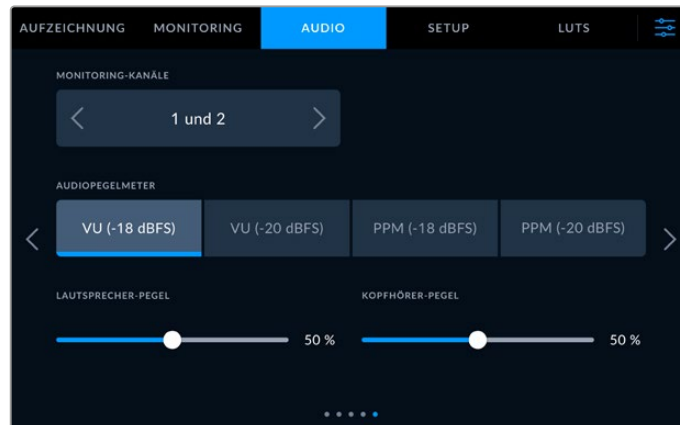 AUFZEICHNUNG MONITORING AUDIO SETUP LUTS
MONITORING-KANÄLE
1 und 2
AUDIOPEGELMETER
VU (-18 dBFS) VU (-20 dBFS) PPM (-18 dBFS) PPM (-20 dBFS)
LAUTSPRECHER-PEGEL KOPFHÖRER-PEGEL
50 % 50 %